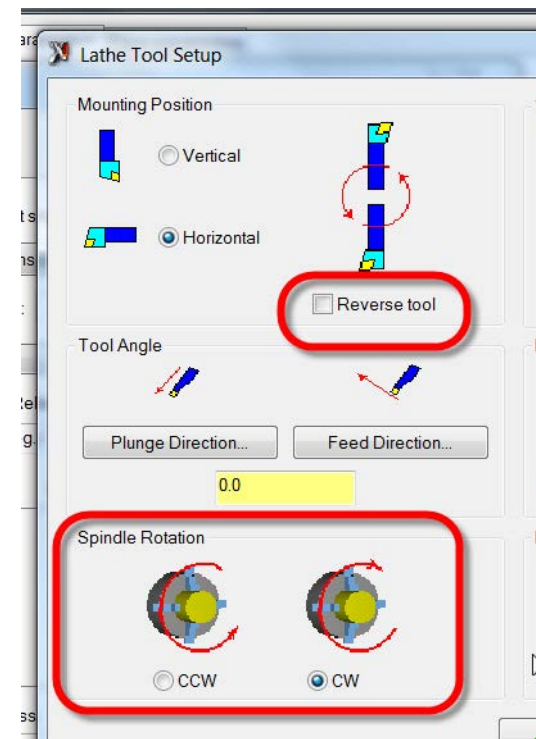 Lathe Tool Setup
Mounting Position
Vertical
Horizontal
Reverse tool
Tool Angle
Plunge Direction...
Feed Direction...
0.0
Spindle Rotation
CCW
CW